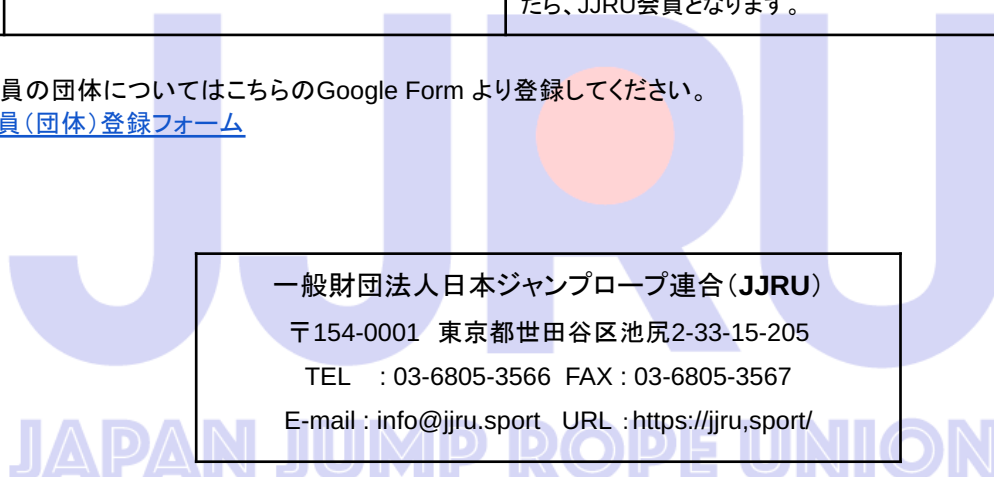 たら、JJRU会員となります。
員の団体についてはこちらのGoogle Form より登録してください。
員（団体）登録フォーム
一般財団法人日本ジャンプロープ連合（JJRU）
〒154-0001 東京都世田谷区池尻2-33-15-205
TEL : 03-6805-3566 FAX : 03-6805-3567
E-mail : info@jjru.sport URL ：https://jjru,sport/
JJRU
JAPAN JUMP ROPE UNION